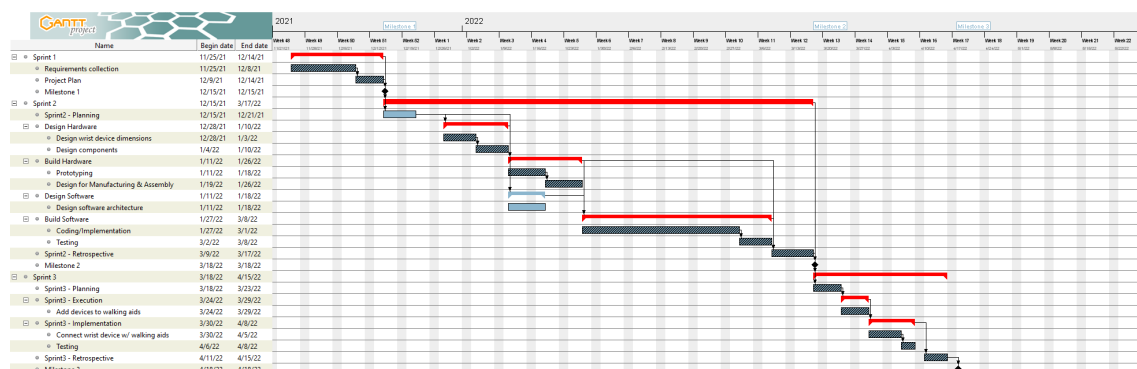 GANTT
project
2021
2022
Milestone 1
Milestone 2
Milestone 3
Week 48 Week 49 Week 50 Week 51 Week 52 Week 1 Week 2 Week 3 Week 4 Week 5 Week 6 Week 7 Week 8 Week 9 Week 10 Week 11 Week 12 Week 13 Week 14 Week 15 Week 16 Week 17 Week 18 Week 19 Week 20 Week 21 Week 22
Name Begin date End date
Sprint 1 11/25/21 12/14/21
Requirements collection 11/25/21 12/8/21
Project Plan 12/9/21 12/14/21
Milestone 1 12/15/21 12/15/21
Sprint 2 12/15/21 3/17/22
Sprint2 - Planning 12/15/21 12/21/21
Design Hardware 12/28/21 1/10/22
Design wrist device dimensions 12/28/21 1/3/22
Design components 1/4/22 1/10/22
Build Hardware 1/11/22 1/26/22
Prototyping 1/11/22 1/18/22
Design for Manufacturing & Assembly 1/19/22 1/26/22
Design Software 1/11/22 1/18/22
Design software architecture 1/11/22 1/18/22
Build Software 1/27/22 3/8/22
Coding/Implementation 1/27/22 3/1/22
Testing 3/2/22 3/8/22
Sprint2 - Retrospective 3/9/22 3/17/22
Milestone 2 3/18/22 3/18/22
Sprint 3 3/18/22 4/15/22
Sprint3 - Planning 3/18/22 3/23/22
Sprint3 - Execution 3/24/22 3/29/22
Add devices to walking aids 3/24/22 3/29/22
Sprint3 - Implementation 3/30/22 4/8/22
Connect wrist device w/ walking aids 3/30/22 4/5/22
Testing 4/6/22 4/8/22
Sprint3 - Retrospective 4/11/22 4/15/22